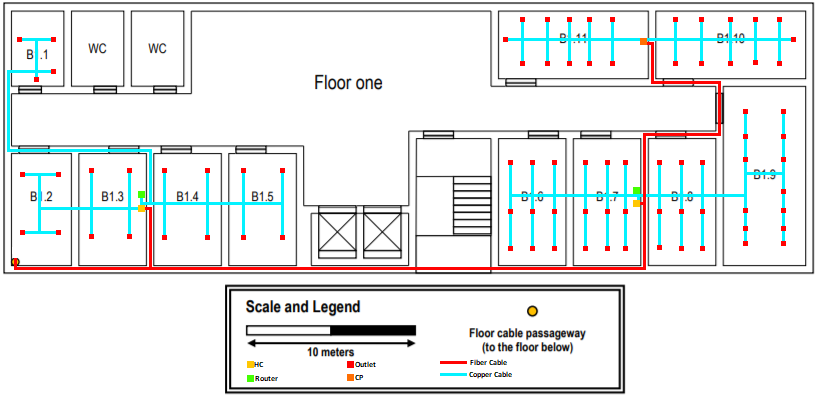 B1.1
WC
WC
B1.11
B1.10
Floor one
B1.2
B1.3
B1.4
B1.5
B1.6
B1.7
B1.8
B1.9
Scale and Legend
10 meters
HC
Outlet
Router
CP
Floor cable passageway
(to the floor below)
Fiber Cable
Copper Cable